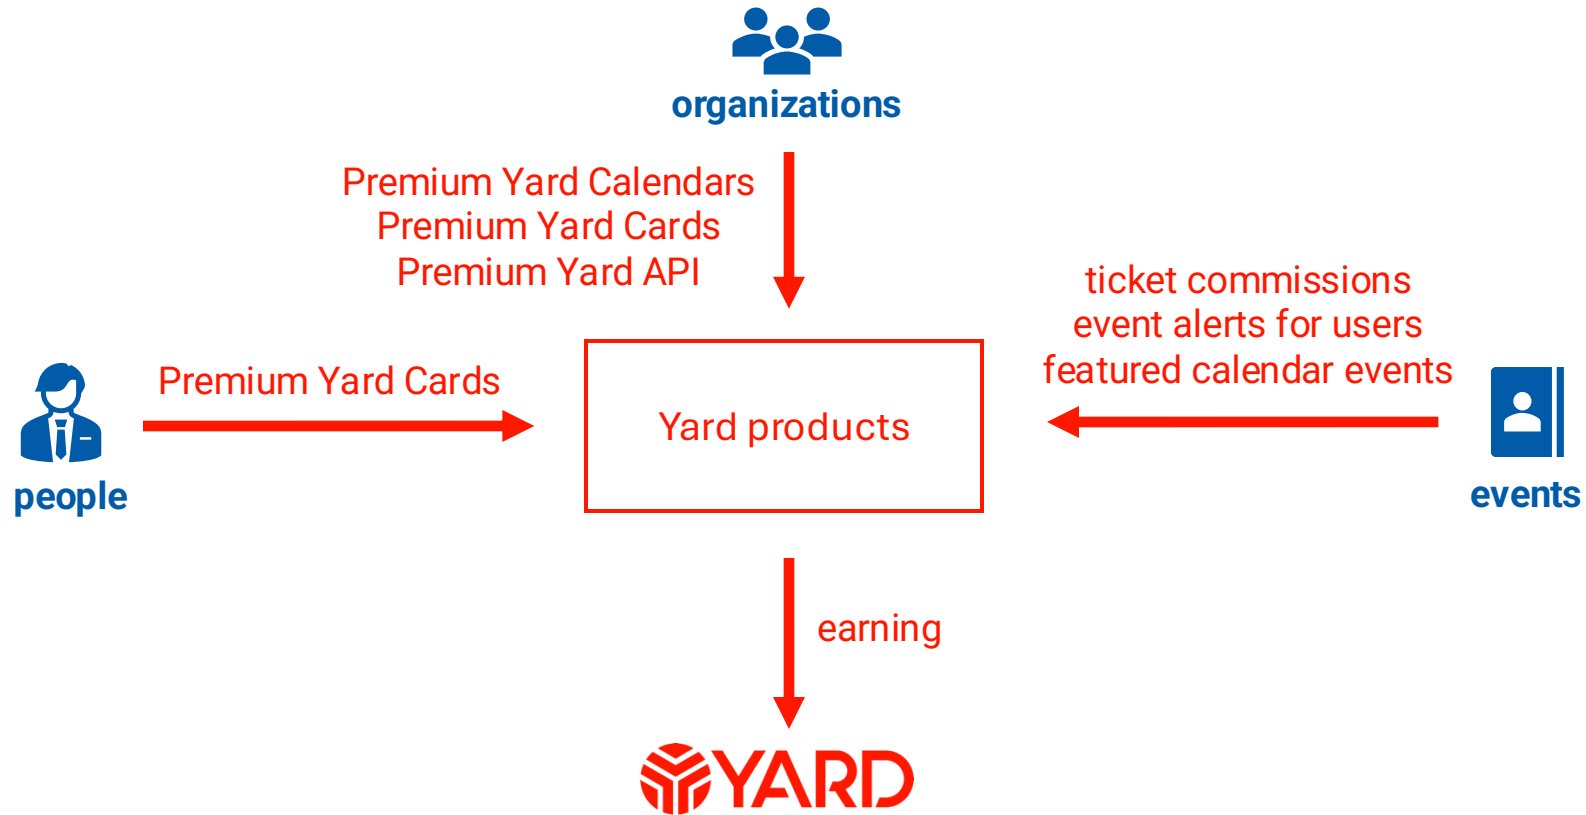 organizations
Premium Yard Calendars
Premium Yard Cards
Premium Yard API
ticket commissions
event alerts for users
featured calendar events
Premium Yard Cards
Yard products
people
events
earning
YARD